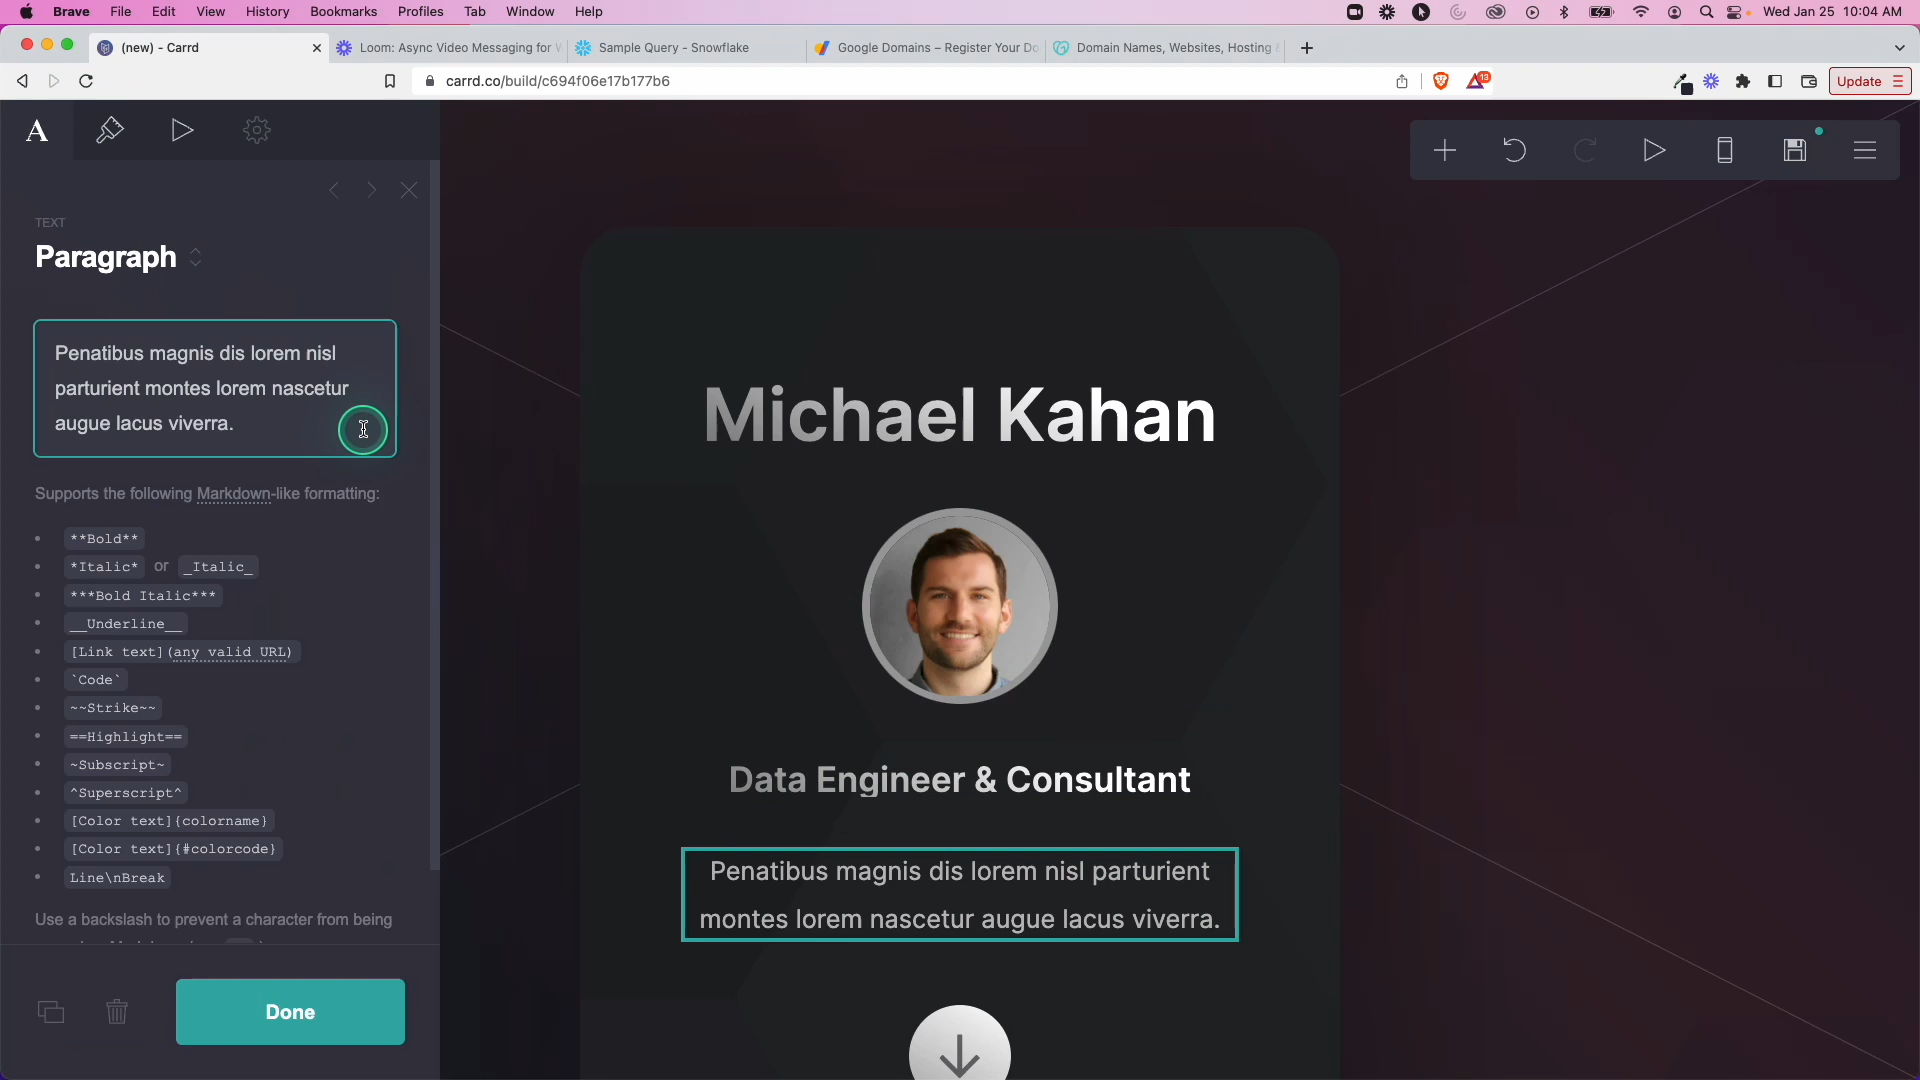 Brave File Edit View History Bookmarks Profiles Tab Window Help Wed Jan 25 10:04 AM
(new) - Carrd Loom: Async Video Messaging for Sample Query - Snowflake Google Domains – Register Your Do Domain Names, Websites, Hosting
carrd.co/build/c694f06e17b177b6 13 Update
A
TEXT
Paragraph
Penatibus magnis dis lorem nisl
parturient montes lorem nascetur
augue lacus viverra.
Supports the following Markdown-like formatting:
**Bold**
*Italic* or _Italic_
***Bold Italic***
__Underline__
[Link text](any valid URL)
`Code`
~~Strike~~
==Highlight==
~Subscript~
^Superscript^
[Color text]{colorname}
[Color text]{#colorcode}
Line\nBreak
Use a backslash to prevent a character from being
Done
Michael Kahan
Data Engineer & Consultant
Penatibus magnis dis lorem nisl parturient
montes lorem nascetur augue lacus viverra.